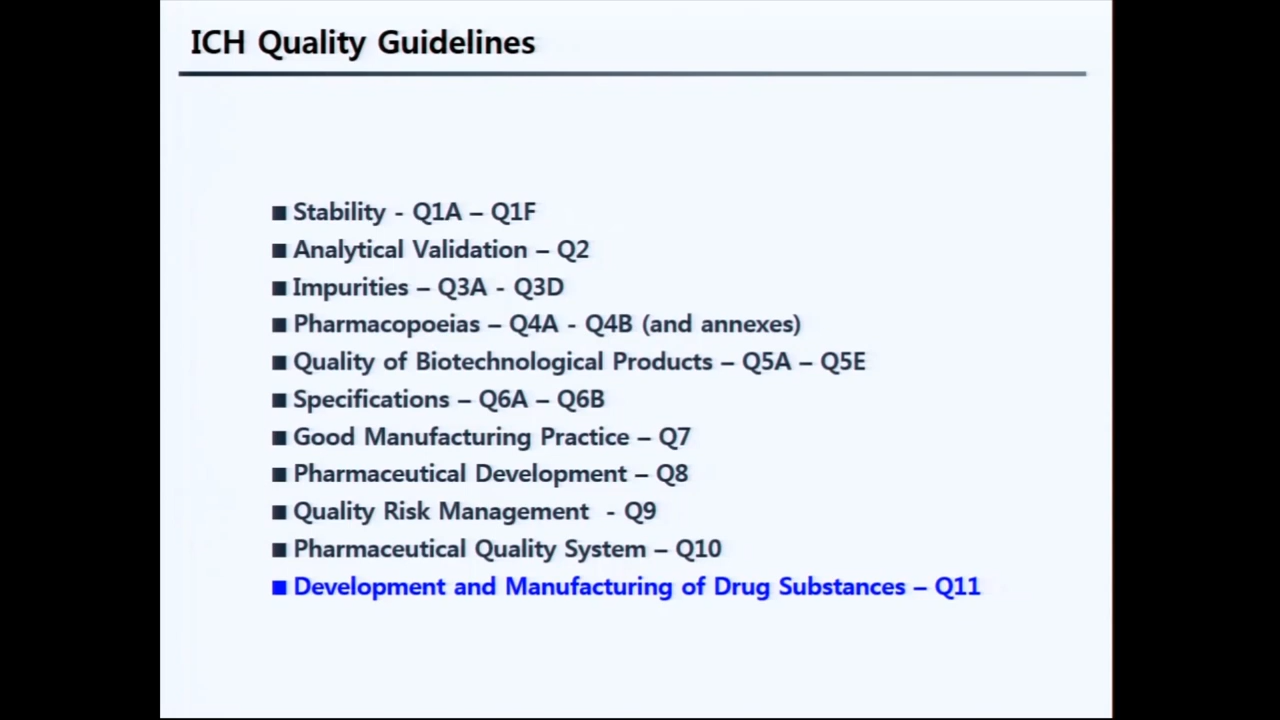 ICH Quality Guidelines
■ Stability - Q1A – Q1F
■ Analytical Validation – Q2
■ Impurities – Q3A - Q3D
■ Pharmacopoeias – Q4A - Q4B (and annexes)
■ Quality of Biotechnological Products – Q5A – Q5E
■ Specifications – Q6A – Q6B
■ Good Manufacturing Practice – Q7
■ Pharmaceutical Development – Q8
■ Quality Risk Management - Q9
■ Pharmaceutical Quality System – Q10
■ Development and Manufacturing of Drug Substances – Q11